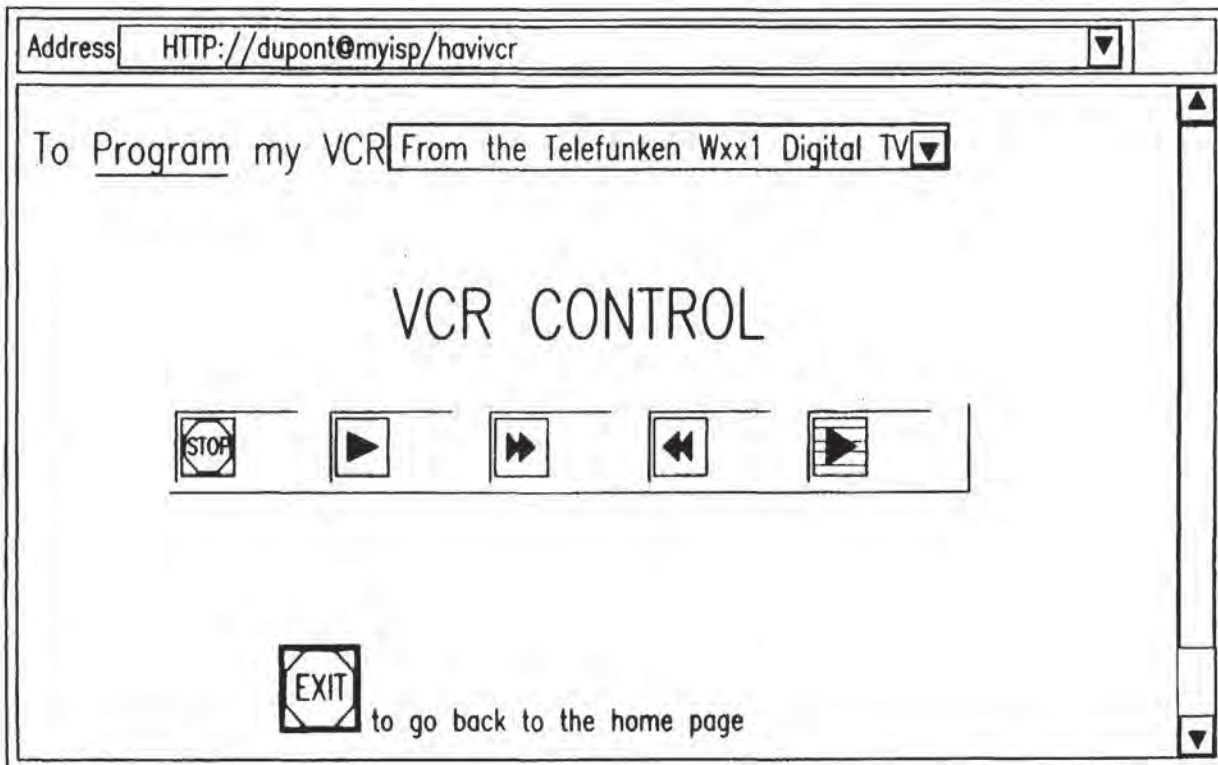 Address HTTP://dupont@myisp/havivcr
To Program my VCR From the Telefunken Wxx1 Digital TV
VCR CONTROL
STOP
EXIT to go back to the home page